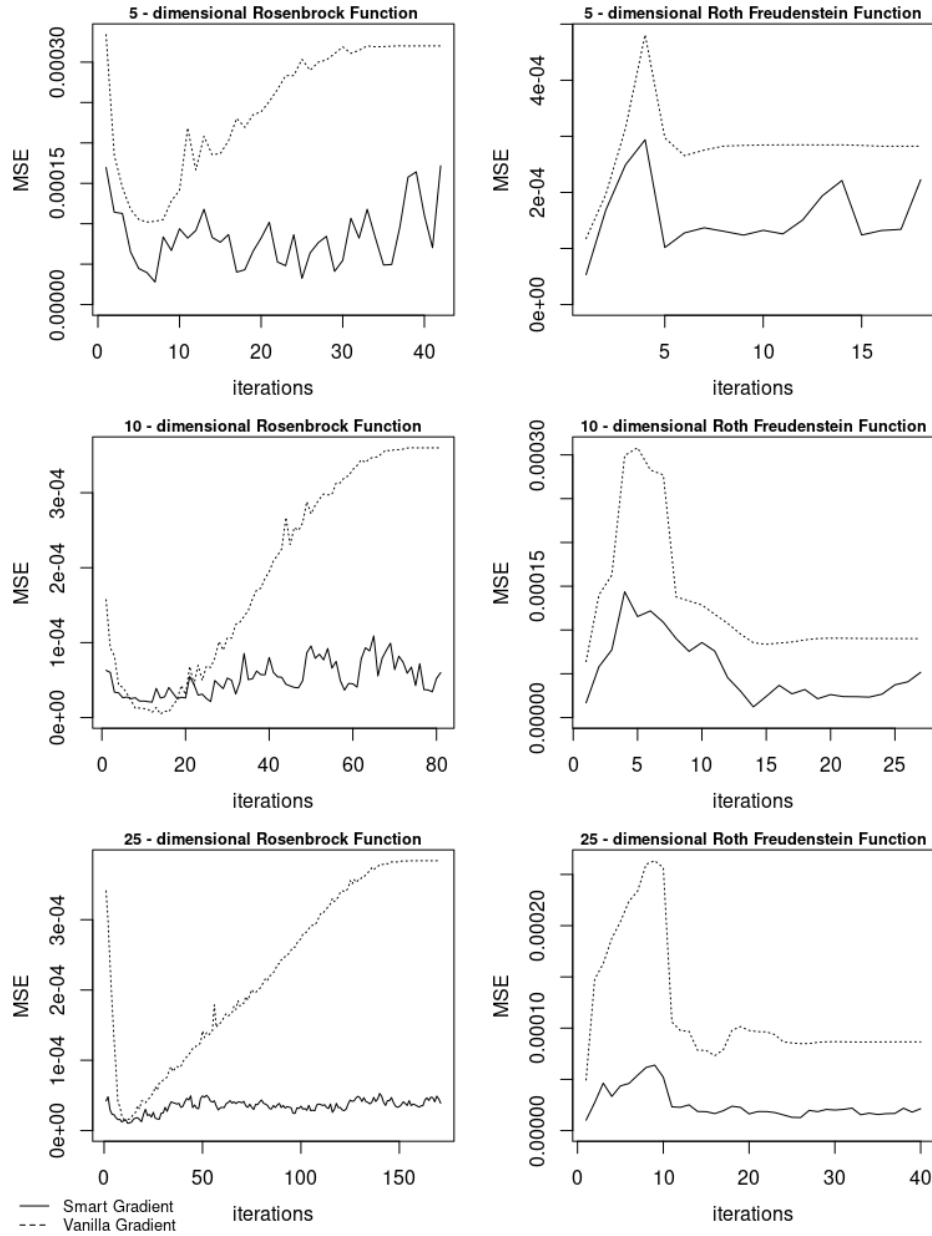 5 - dimensional Rosenbrock Function
MSE
0.00000 0.00015 0.00030
0 10 20 30 40
iterations
5 - dimensional Roth Freudenstein Function
MSE
0e+00 2e-04 4e-04
5 10 15
iterations
10 - dimensional Rosenbrock Function
MSE
0e+00 1e-04 2e-04 3e-04
0 20 40 60 80
iterations
10 - dimensional Roth Freudenstein Function
MSE
0.00000 0.00015 0.00030
0 5 10 15 20 25
iterations
25 - dimensional Rosenbrock Function
MSE
0e+00 1e-04 2e-04 3e-04
0 50 100 150
iterations
25 - dimensional Roth Freudenstein Function
MSE
0.00000 0.00010 0.00020
0 10 20 30 40
iterations
Smart Gradient
Vanilla Gradient